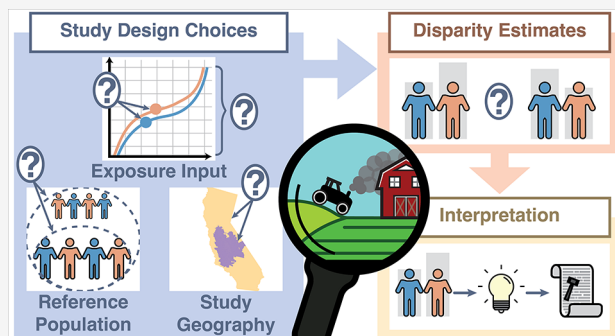 Study Design Choices
Disparity Estimates
?
?
?
Exposure Input
?
?
Interpretation
Reference
Population
Study
Geography